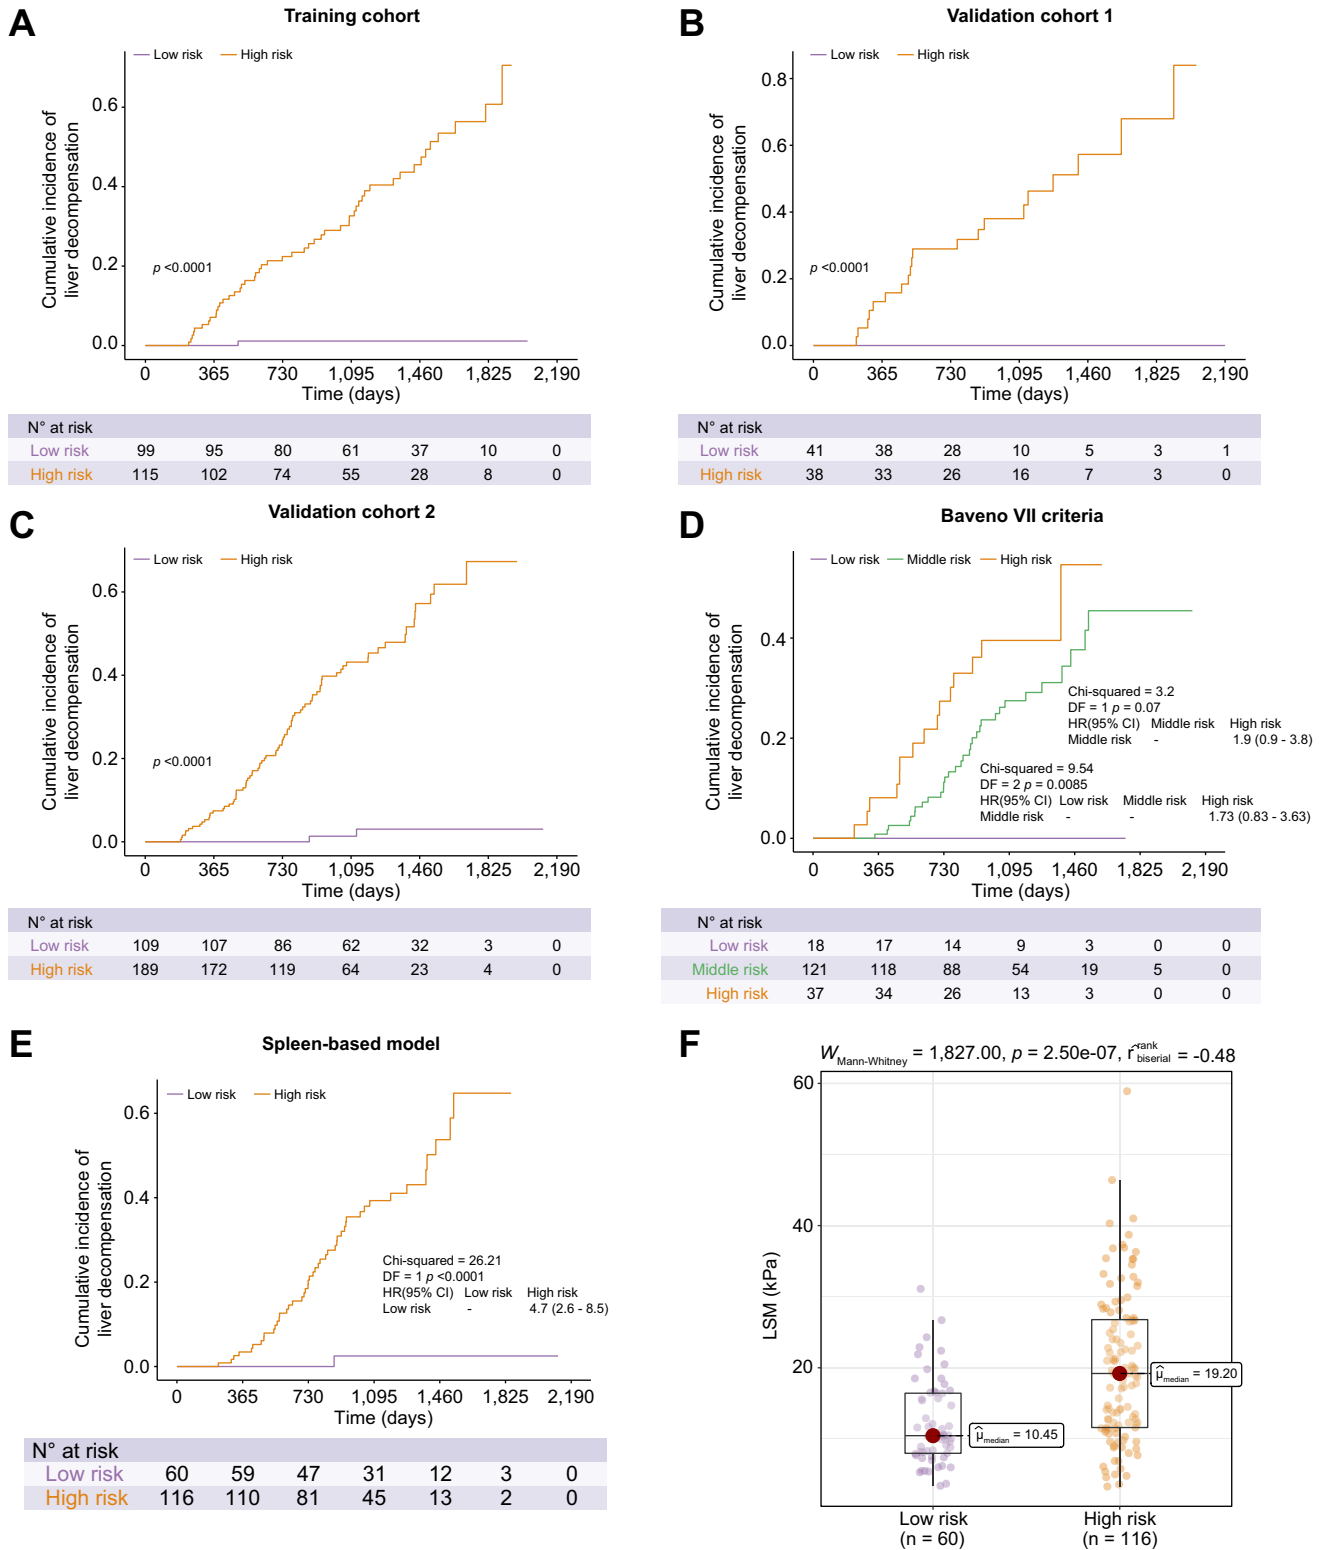 A
Training cohort
Low risk High risk
Cumulative incidence of
liver decompensation
0.6
0.4
0.2
0.0
p <0.0001
0 365 730 1,095 1,460 1,825 2,190
Time (days)
N° at risk
Low risk 99 95 80 61 37 10 0
High risk 115 102 74 55 28 8 0
B
Validation cohort 1
Low risk High risk
Cumulative incidence of
liver decompensation
0.8
0.6
0.4
0.2
0.0
p <0.0001
0 365 730 1,095 1,460 1,825 2,190
Time (days)
N° at risk
Low risk 41 38 28 10 5 3 1
High risk 38 33 26 16 7 3 0
C
Validation cohort 2
Low risk High risk
Cumulative incidence of
liver decompensation
0.6
0.4
0.2
0.0
p <0.0001
0 365 730 1,095 1,460 1,825 2,190
Time (days)
N° at risk
Low risk 109 107 86 62 32 3 0
High risk 189 172 119 64 23 4 0
D
Baveno VII criteria
Low risk Middle risk High risk
Cumulative incidence of
liver decompensation
0.4
0.2
0.0
Chi-squared = 3.2
DF = 1 p = 0.07
HR(95% CI) Middle risk High risk
Middle risk - 1.9 (0.9 - 3.8)
Chi-squared = 9.54
DF = 2 p = 0.0085
HR(95% CI) Low risk Middle risk High risk
Middle risk - - 1.73 (0.83 - 3.63)
0 365 730 1,095 1,460 1,825 2,190
Time (days)
N° at risk
Low risk 18 17 14 9 3 0 0
Middle risk 121 118 88 54 19 5 0
High risk 37 34 26 13 3 0 0
E
Spleen-based model
Low risk High risk
Cumulative incidence of
liver decompensation
0.6
0.4
0.2
0.0
Chi-squared = 26.21
DF = 1 p <0.0001
HR(95% CI) Low risk High risk
Low risk - 4.7 (2.6 - 8.5)
0 365 730 1,095 1,460 1,825 2,190
Time (days)
N° at risk
Low risk 60 59 47 31 12 3 0
High risk 116 110 81 45 13 2 0
F
W Mann-Whitney = 1,827.00, p = 2.50e-07, r̂ rank biserial = -0.48
LSM (kPa)
60
40
20
μ̂ median = 19.20
μ̂ median = 10.45
Low risk High risk
(n = 60) (n = 116)